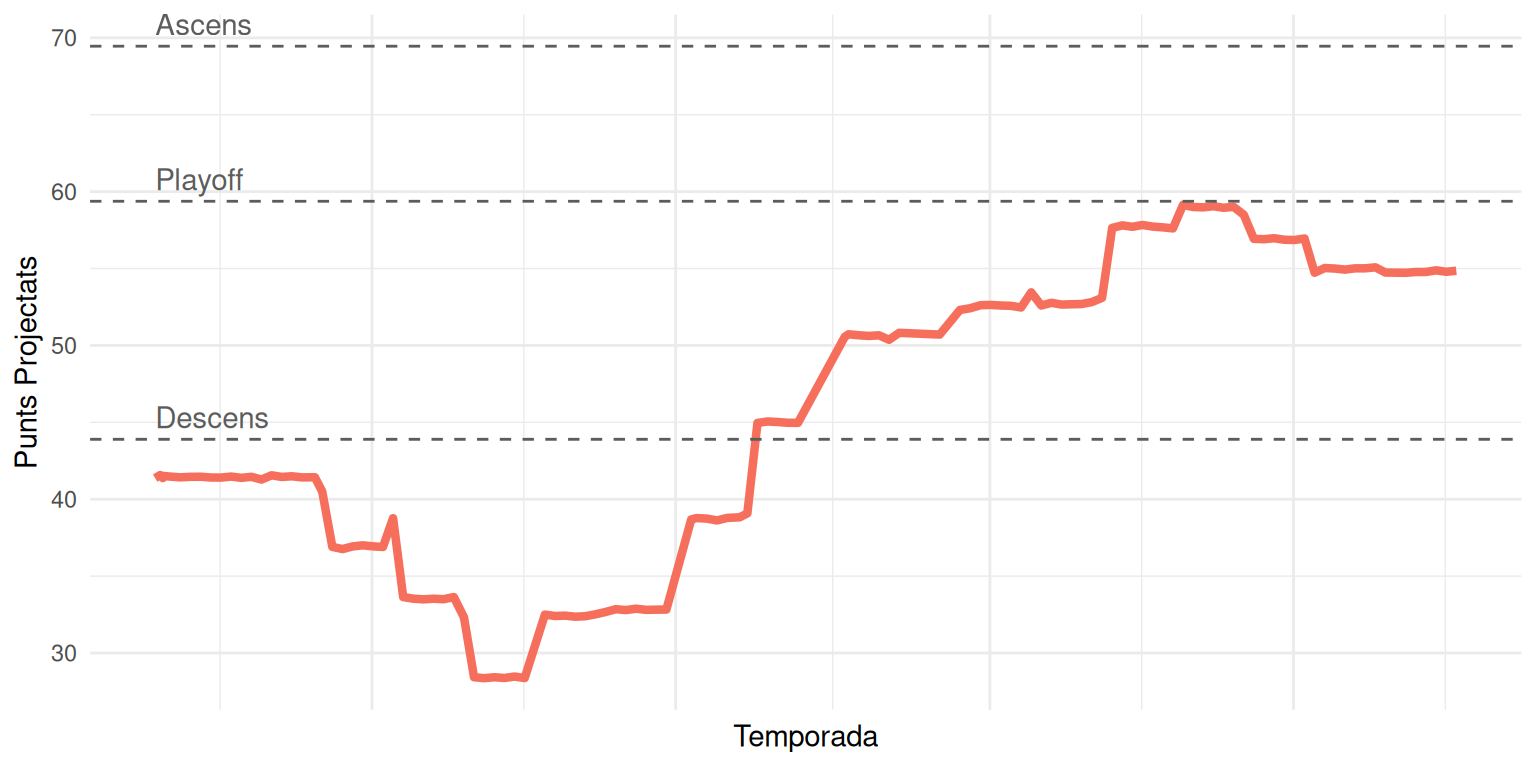 Ascens
70
Playoff
60
50
Descens
40
30
Punts Projectats
Temporada